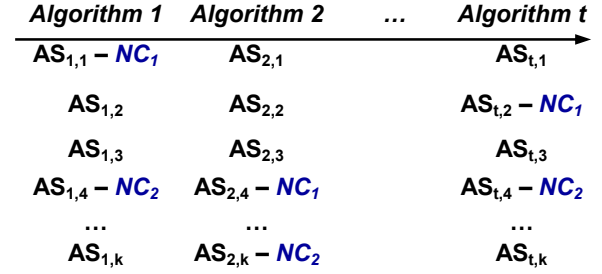 Algorithm 1 Algorithm 2 ... Algorithm t
AS1,1 – NC1 AS2,1 ASt,1
AS1,2 AS2,2 ASt,2 – NC1
AS1,3 AS2,3 ASt,3
AS1,4 – NC2 AS2,4 – NC1 ASt,4 – NC2
... ... ...
AS1,k AS2,k – NC2 ASt,k